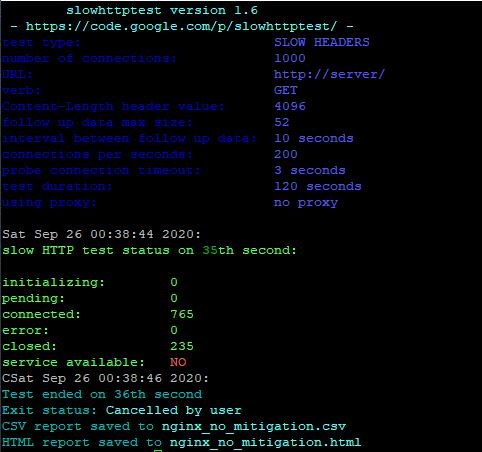 slowhttptest version 1.6
- https://code.google.com/p/slowhttptest/ -
test type: SLOW HEADERS
number of connections: 1000
URL: http://server/
verb: GET
Content-Length header value: 4096
follow up data max size: 52
interval between follow up data: 10 seconds
connections per seconds: 200
probe connection timeout: 3 seconds
test duration: 120 seconds
using proxy: no proxy
Sat Sep 26 00:38:44 2020:
slow HTTP test status on 35th second:
initializing: 0
pending: 0
connected: 765
error: 0
closed: 235
service available: NO
CSat Sep 26 00:38:46 2020:
Test ended on 36th second
Exit status: Cancelled by user
CSV report saved to nginx_no_mitigation.csv
HTML report saved to nginx_no_mitigation.html